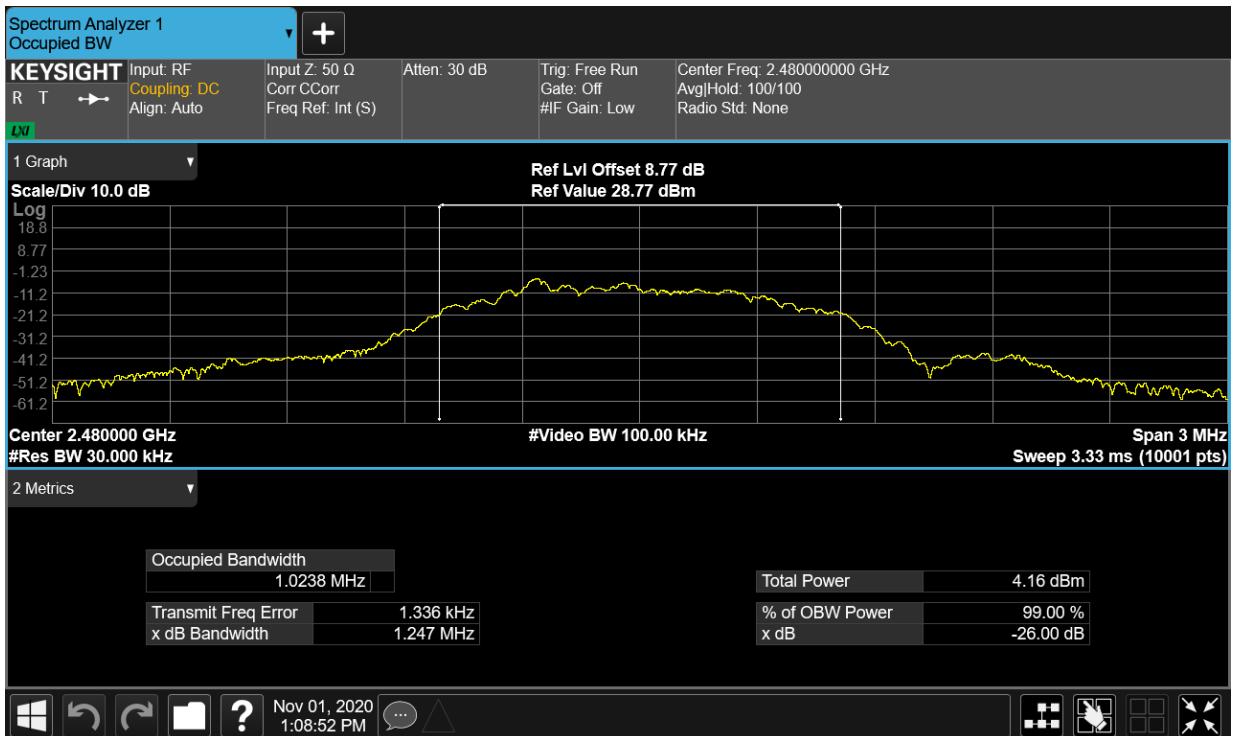 Spectrum Analyzer 1
Occupied BW
KEYSIGHT
R T
LXI
Input: RF
Coupling: DC
Align: Auto
Input Z: 50 Ω
Corr CCorr
Freq Ref: Int (S)
Atten: 30 dB
Trig: Free Run
Gate: Off
#IF Gain: Low
Center Freq: 2.480000000 GHz
Avg|Hold: 100/100
Radio Std: None
1 Graph
Scale/Div 10.0 dB
Ref Lvl Offset 8.77 dB
Ref Value 28.77 dBm
Log
18.8
8.77
-1.23
-11.2
-21.2
-31.2
-41.2
-51.2
-61.2
Center 2.480000 GHz
#Res BW 30.000 kHz
#Video BW 100.00 kHz
Span 3 MHz
Sweep 3.33 ms (10001 pts)
2 Metrics
Occupied Bandwidth
1.0238 MHz
Transmit Freq Error 1.336 kHz
x dB Bandwidth 1.247 MHz
Total Power 4.16 dBm
% of OBW Power 99.00 %
x dB -26.00 dB
?
Nov 01, 2020
1:08:52 PM